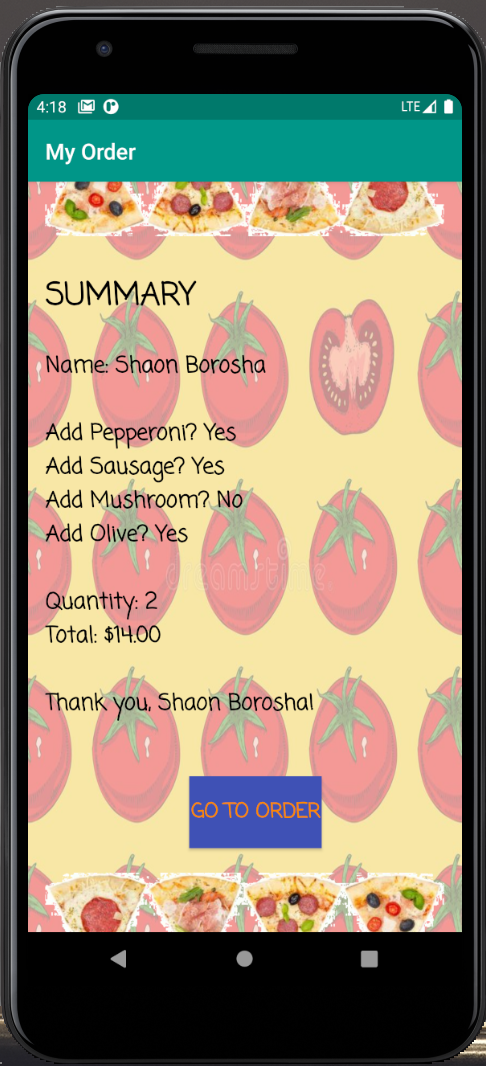 4:18
LTE
My Order
SUMMARY
Name: Shaon Borosha
Add Pepperoni? Yes
Add Sausage? Yes
Add Mushroom? No
Add Olive? Yes
dreamstime
Quantity: 2
Total: $14.00
Thank you, Shaon Borosha!
GO TO ORDER